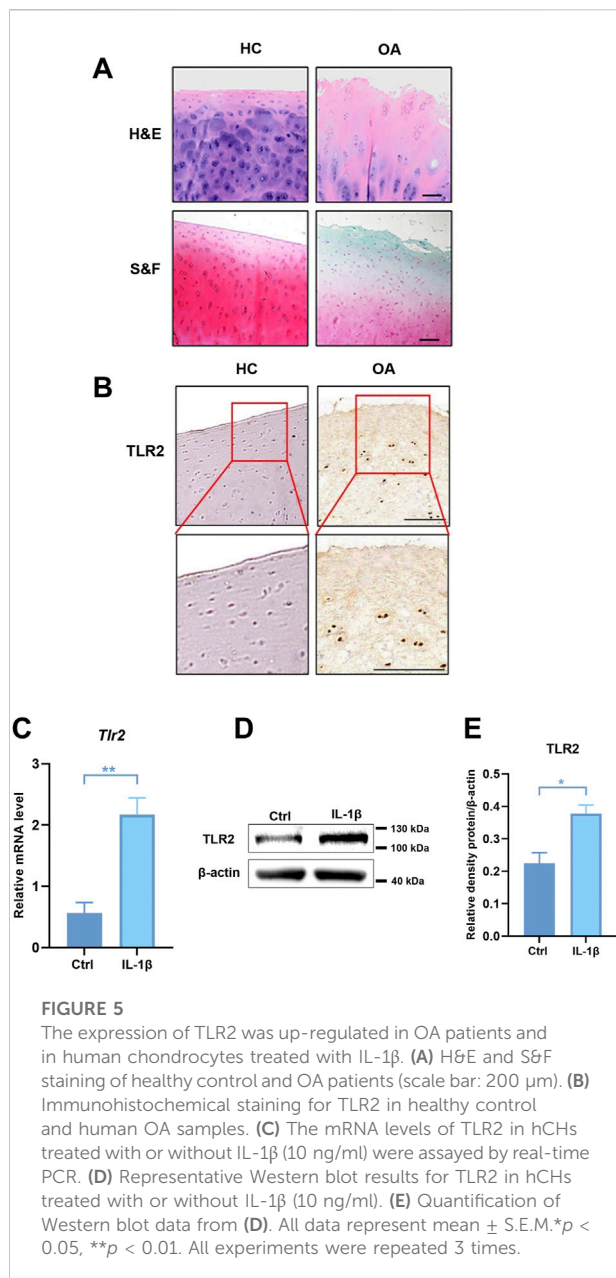 HC
OA
A
H&E
S&F
HC
OA
B
TLR2
C
Tlr2
Relative mRNA level
3
2
1
0
**
Ctrl
IL-1β
D
Ctrl
IL-1β
TLR2
130 kDa
100 kDa
β-actin
40 kDa
E
TLR2
Relative density protein/β-actin
0.5
0.4
0.3
0.2
0.1
0.0
*
Ctrl
IL-1β
FIGURE 5
The expression of TLR2 was up-regulated in OA patients and
in human chondrocytes treated with IL-1β. (A) H&E and S&F
staining of healthy control and OA patients (scale bar: 200 μm). (B)
Immunohistochemical staining for TLR2 in healthy control
and human OA samples. (C) The mRNA levels of TLR2 in hCHs
treated with or without IL-1β (10 ng/ml) were assayed by real-time
PCR. (D) Representative Western blot results for TLR2 in hCHs
treated with or without IL-1β (10 ng/ml). (E) Quantification of
Western blot data from (D). All data represent mean ± S.E.M.*p <
0.05, **p < 0.01. All experiments were repeated 3 times.